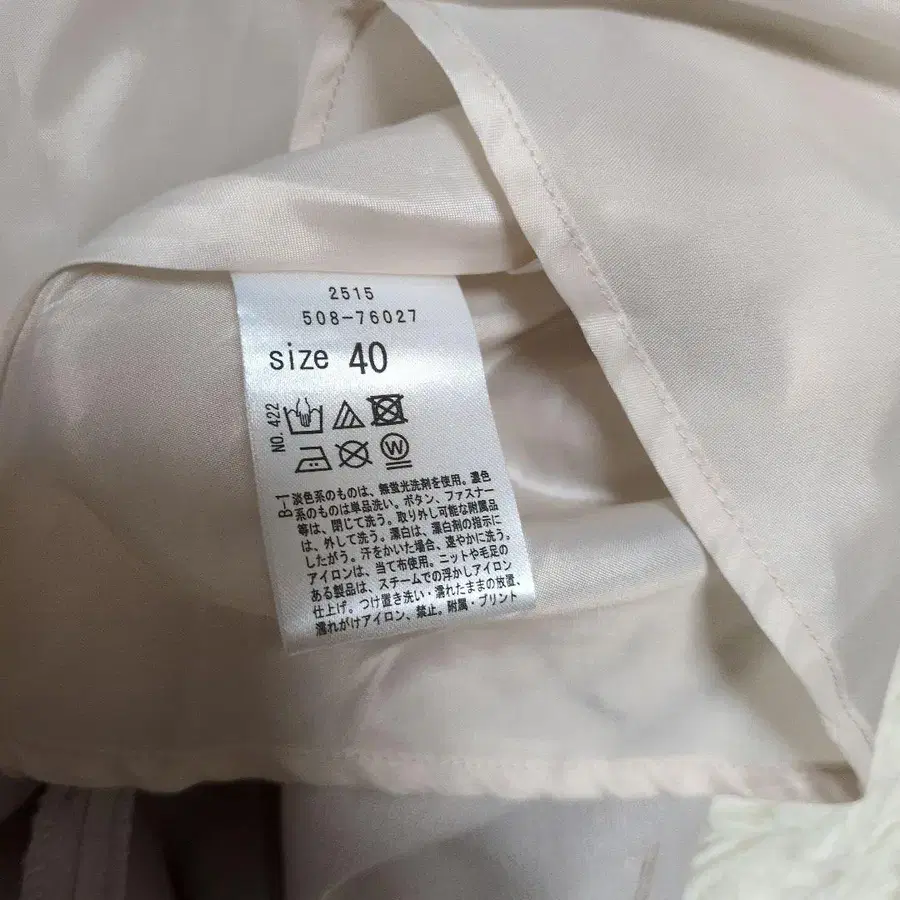 2515
508-76027
size 40
NO. 422
W
B-1
淡色系のものは、無蛍光洗剤を使用。濃色
系のものは単品洗い。ボタン、ファスナー
等は、閉じて洗う。取り外し可能な附属品
は、外して洗う。漂白は、漂白剤の指示に
したがう。汗をかいた場合、速やかに洗う。
アイロンは、当て布使用。ニットや毛足の
ある製品は、スチームでの浮かしアイロン
仕上げ。つけ置き洗い・濡れたままの放置、
濡れがけアイロン、禁止。附属・プリント